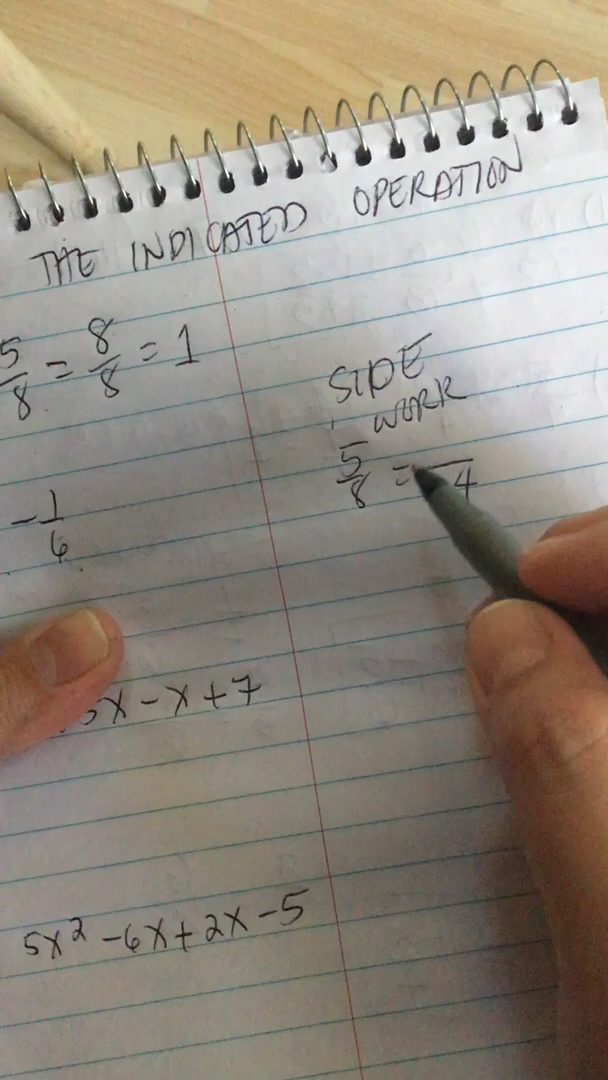 THE INDICATED OPERATION
5/8 = 8/8 = 1
SIDE
WORK
5/8 = /4
- 1/6
x - x + 7
5x² - 6x + 2x - 5